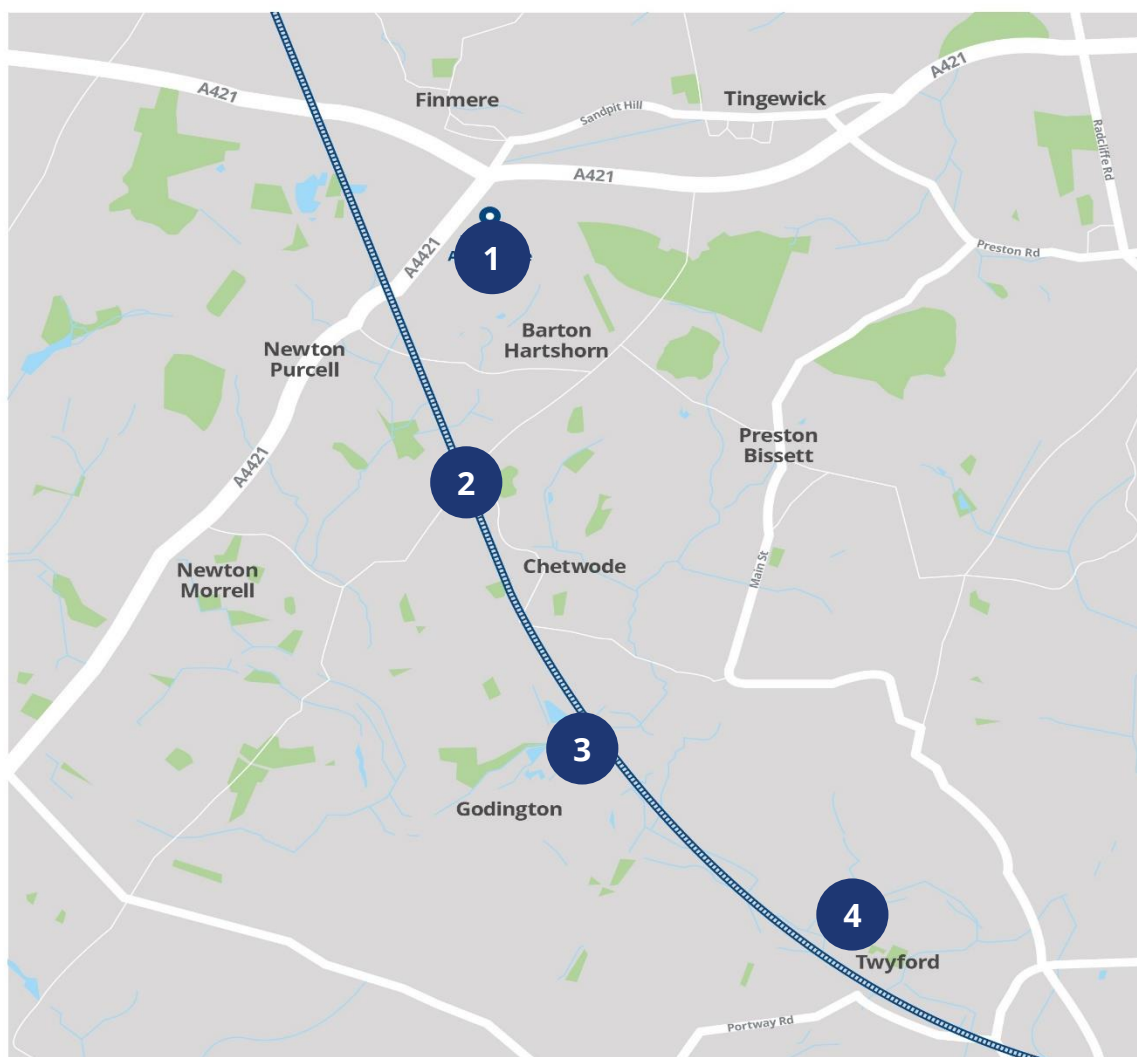 A421
Finmere
Sandpit Hill
Tingewick
A421
Radcliffe Rd
A421
Preston Rd
A4421
1
Barton
Hartshorn
Newton
Purcell
Preston
Bissett
A4421
2
Newton
Morrell
Chetwode
Main St
3
Godington
4
Twyford
Portway Rd